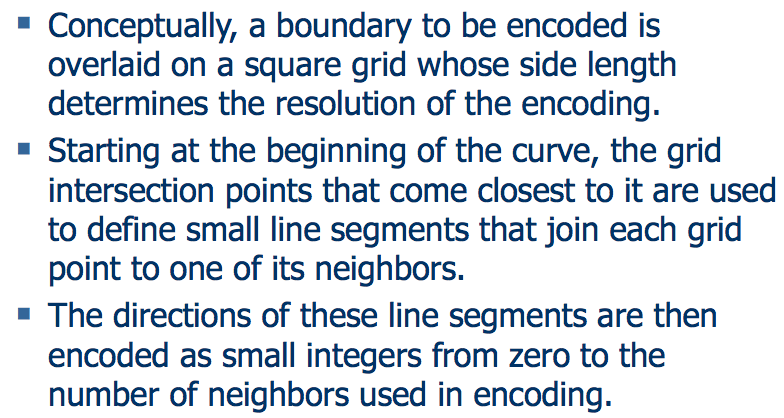 ▪ Conceptually, a boundary to be encoded is
overlaid on a square grid whose side length
determines the resolution of the encoding.
▪ Starting at the beginning of the curve, the grid
intersection points that come closest to it are used
to define small line segments that join each grid
point to one of its neighbors.
▪ The directions of these line segments are then
encoded as small integers from zero to the
number of neighbors used in encoding.